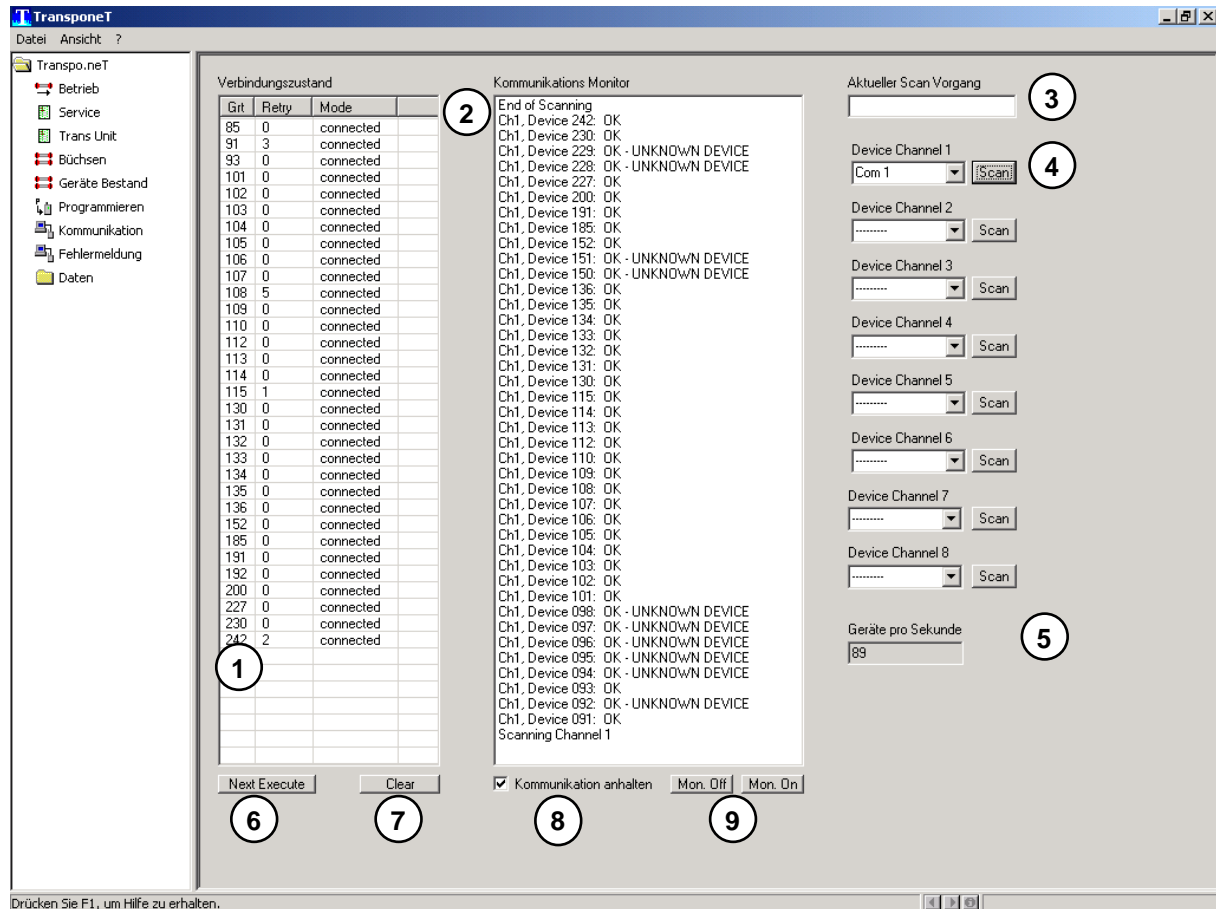 TransponeT
Datei Ansicht ?
Transpo.neT
Betrieb
Service
Trans Unit
Büchsen
Geräte Bestand
Programmieren
Kommunikation
Fehlermeldung
Daten
Verbindungszustand
Grt Retry Mode
85 0 connected
91 3 connected
93 0 connected
101 0 connected
102 0 connected
103 0 connected
104 0 connected
105 0 connected
106 0 connected
107 0 connected
108 5 connected
109 0 connected
110 0 connected
112 0 connected
113 0 connected
114 0 connected
115 1 connected
130 0 connected
131 0 connected
132 0 connected
133 0 connected
134 0 connected
135 0 connected
136 0 connected
152 0 connected
185 0 connected
191 0 connected
192 0 connected
200 0 connected
227 0 connected
230 0 connected
242 2 connected
1
Next Execute
Clear
6
7
2
Kommunikations Monitor
End of Scanning
Ch1, Device 242: OK
Ch1, Device 230: OK
Ch1, Device 229: OK - UNKNOWN DEVICE
Ch1, Device 228: OK - UNKNOWN DEVICE
Ch1, Device 227: OK
Ch1, Device 200: OK
Ch1, Device 191: OK
Ch1, Device 185: OK
Ch1, Device 152: OK
Ch1, Device 151: OK - UNKNOWN DEVICE
Ch1, Device 150: OK - UNKNOWN DEVICE
Ch1, Device 136: OK
Ch1, Device 135: OK
Ch1, Device 134: OK
Ch1, Device 133: OK
Ch1, Device 132: OK
Ch1, Device 131: OK
Ch1, Device 130: OK
Ch1, Device 115: OK
Ch1, Device 114: OK
Ch1, Device 113: OK
Ch1, Device 112: OK
Ch1, Device 110: OK
Ch1, Device 109: OK
Ch1, Device 108: OK
Ch1, Device 107: OK
Ch1, Device 106: OK
Ch1, Device 105: OK
Ch1, Device 104: OK
Ch1, Device 103: OK
Ch1, Device 102: OK
Ch1, Device 101: OK
Ch1, Device 098: OK - UNKNOWN DEVICE
Ch1, Device 097: OK - UNKNOWN DEVICE
Ch1, Device 096: OK - UNKNOWN DEVICE
Ch1, Device 095: OK - UNKNOWN DEVICE
Ch1, Device 094: OK - UNKNOWN DEVICE
Ch1, Device 093: OK
Ch1, Device 092: OK - UNKNOWN DEVICE
Ch1, Device 091: OK
Scanning Channel 1
Kommunikation anhalten
Mon. Off
Mon. On
8
9
Aktueller Scan Vorgang
3
Device Channel 1
Com 1 Scan
4
Device Channel 2
--------- Scan
Device Channel 3
--------- Scan
Device Channel 4
--------- Scan
Device Channel 5
--------- Scan
Device Channel 6
--------- Scan
Device Channel 7
--------- Scan
Device Channel 8
--------- Scan
Geräte pro Sekunde
89
5
Drücken Sie F1, um Hilfe zu erhalten.